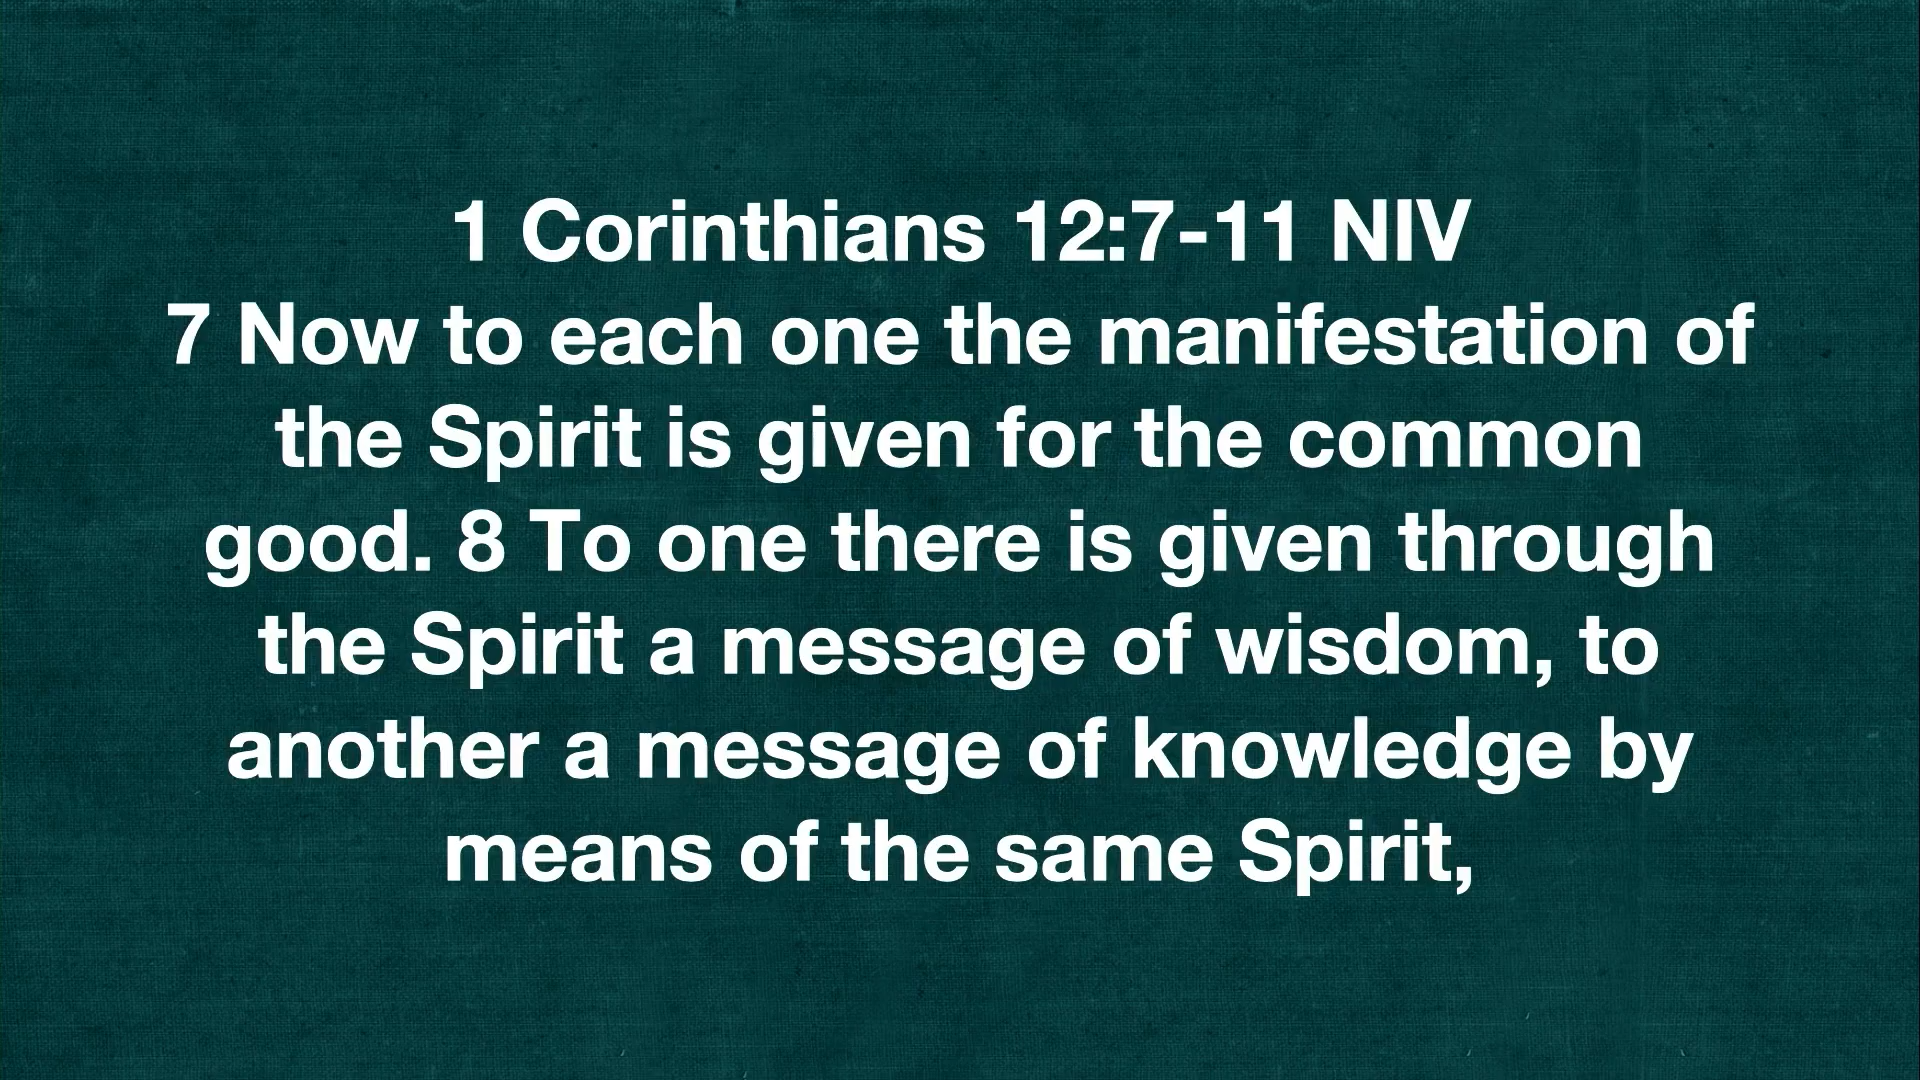 1 Corinthians 12:7-11 NIV
7 Now to each one the manifestation of
the Spirit is given for the common
good. 8 To one there is given through
the Spirit a message of wisdom, to
another a message of knowledge by
means of the same Spirit,